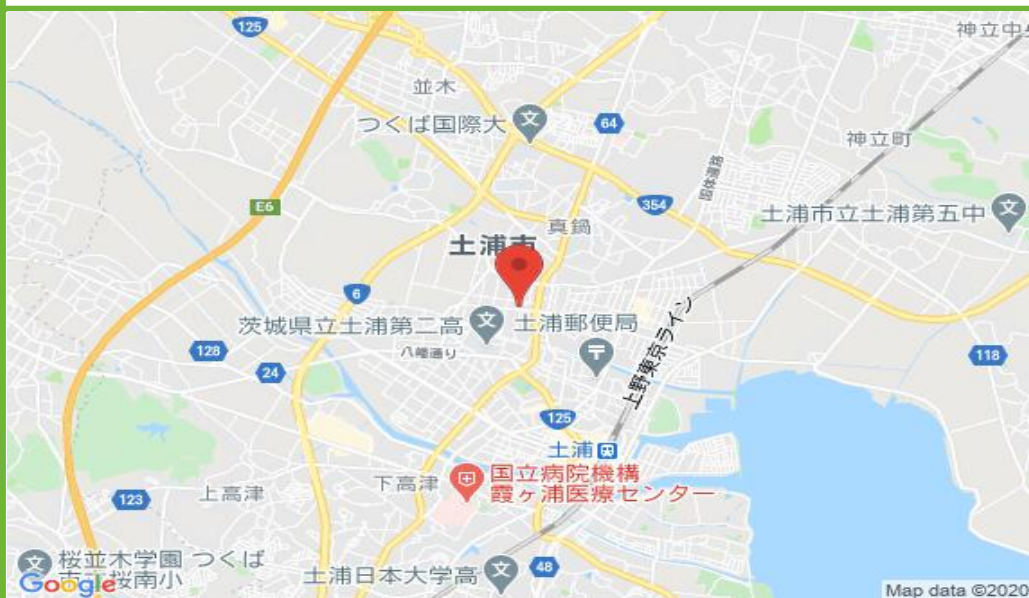 125
神立中央
並木
つくば国際大
64
神立町
国体道路
E6
354
土浦市立土浦第五中
真鍋
土浦市
6
茨城県立土浦第二高
土浦郵便局
八幡通り
上野東京ライン
128
24
118
125
土浦
国立病院機構
霞ヶ浦医療センター
下高津
上高津
123
桜並木学園 つくば
桜南小
土浦日本大学高
48
Google
Map data ©2020